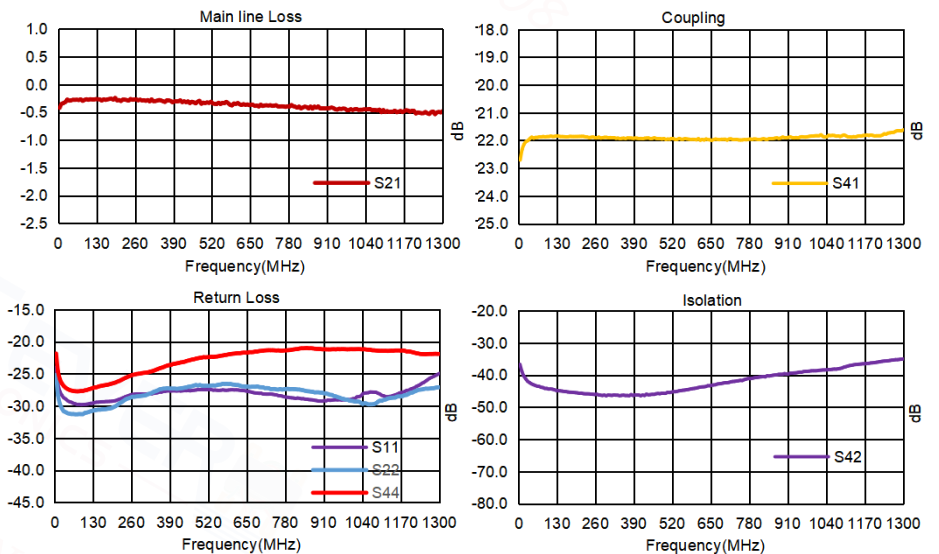 Main line Loss
1.0
0.5
0.0
-0.5
-1.0
-1.5
-2.0
-2.5
dB
S21
0 130 260 390 520 650 780 910 1040 1170 1300
Frequency(MHz)
Coupling
-18.0
-19.0
-20.0
-21.0
-22.0
-23.0
-24.0
-25.0
dB
S41
0 130 260 390 520 650 780 910 1040 1170 1300
Frequency(MHz)
Return Loss
-15.0
-20.0
-25.0
-30.0
-35.0
-40.0
-45.0
dB
S11
S22
S44
0 130 260 390 520 650 780 910 1040 1170 1300
Frequency(MHz)
Isolation
-20.0
-30.0
-40.0
-50.0
-60.0
-70.0
-80.0
dB
S42
0 130 260 390 520 650 780 910 1040 1170 1300
Frequency(MHz)